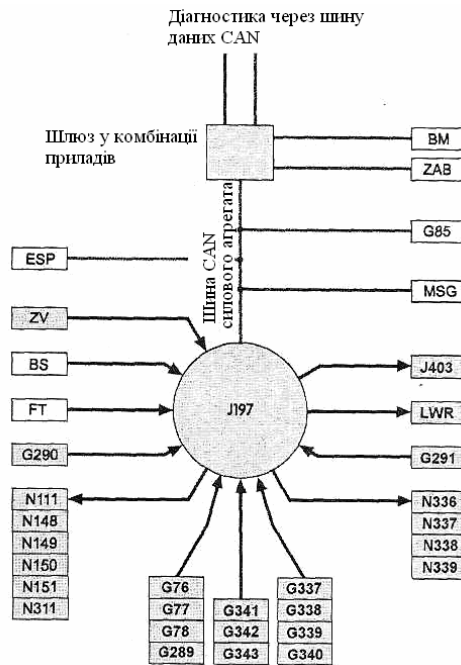 Діагностика через шину
даних CAN
Шлюз у комбінації
приладів
BM
ZAB
Шина CAN
силового агрегата
G85
ESP
MSG
ZV
BS
J197
J403
FT
LWR
G290
G291
N111
N148
N149
N150
N151
N311
N336
N337
N338
N339
G76
G77
G78
G289
G341
G342
G343
G337
G338
G339
G340